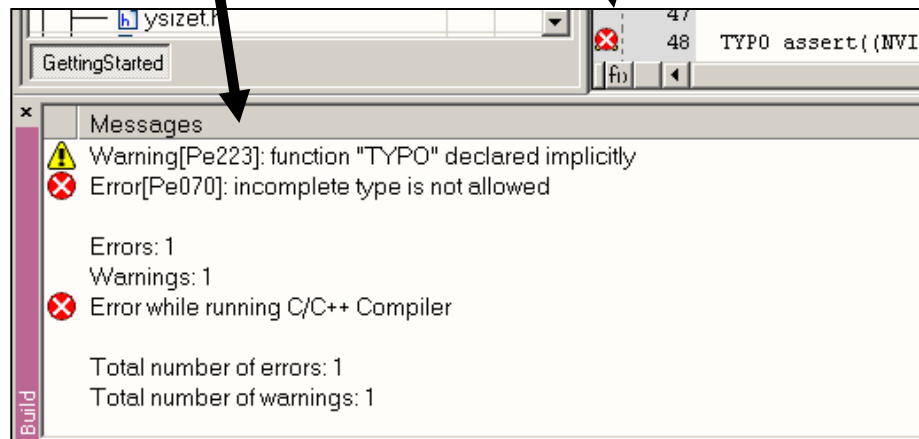 ysizet.h
47
48 TYPO assert((NVI
GettingStarted
Messages
Warning[Pe223]: function "TYPO" declared implicitly
Error[Pe070]: incomplete type is not allowed
Errors: 1
Warnings: 1
Error while running C/C++ Compiler
Total number of errors: 1
Total number of warnings: 1
Build